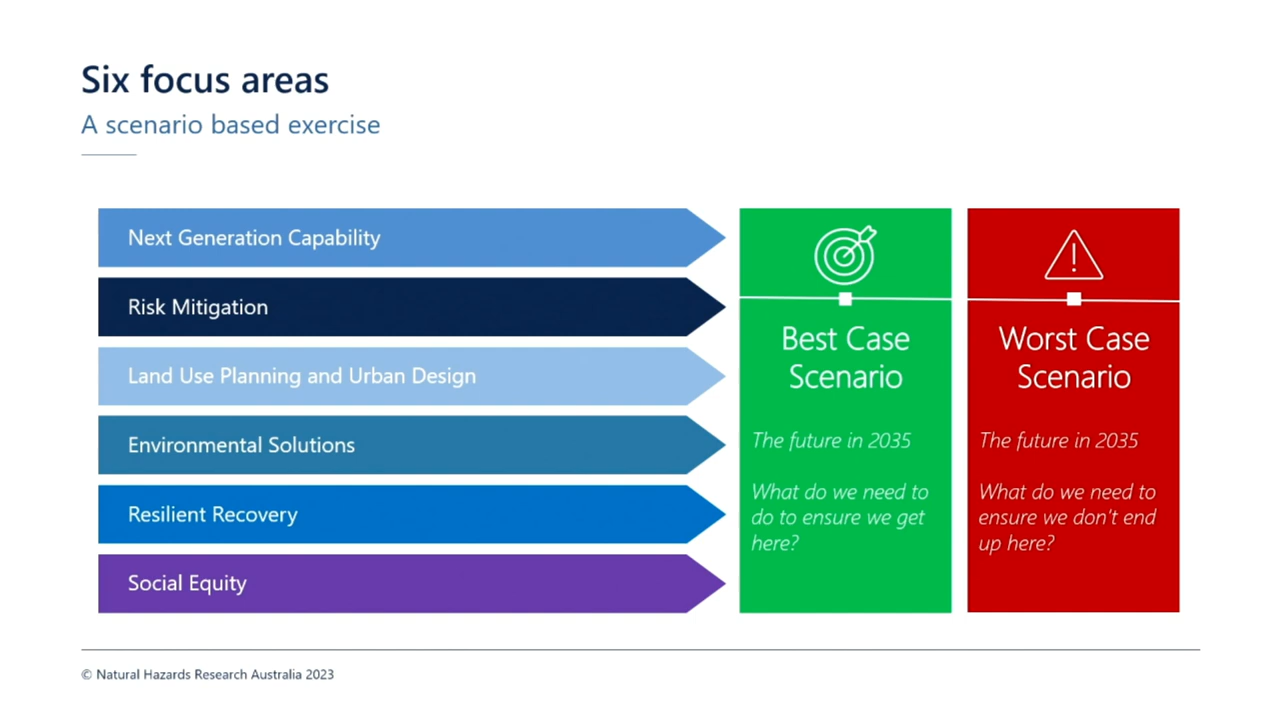 Six focus areas
A scenario based exercise
Next Generation Capability
Risk Mitigation
Land Use Planning and Urban Design
Environmental Solutions
Resilient Recovery
Social Equity
Best Case
Scenario
The future in 2035
What do we need to
do to ensure we get
here?
Worst Case
Scenario
The future in 2035
What do we need to
ensure we don't end
up here?
© Natural Hazards Research Australia 2023